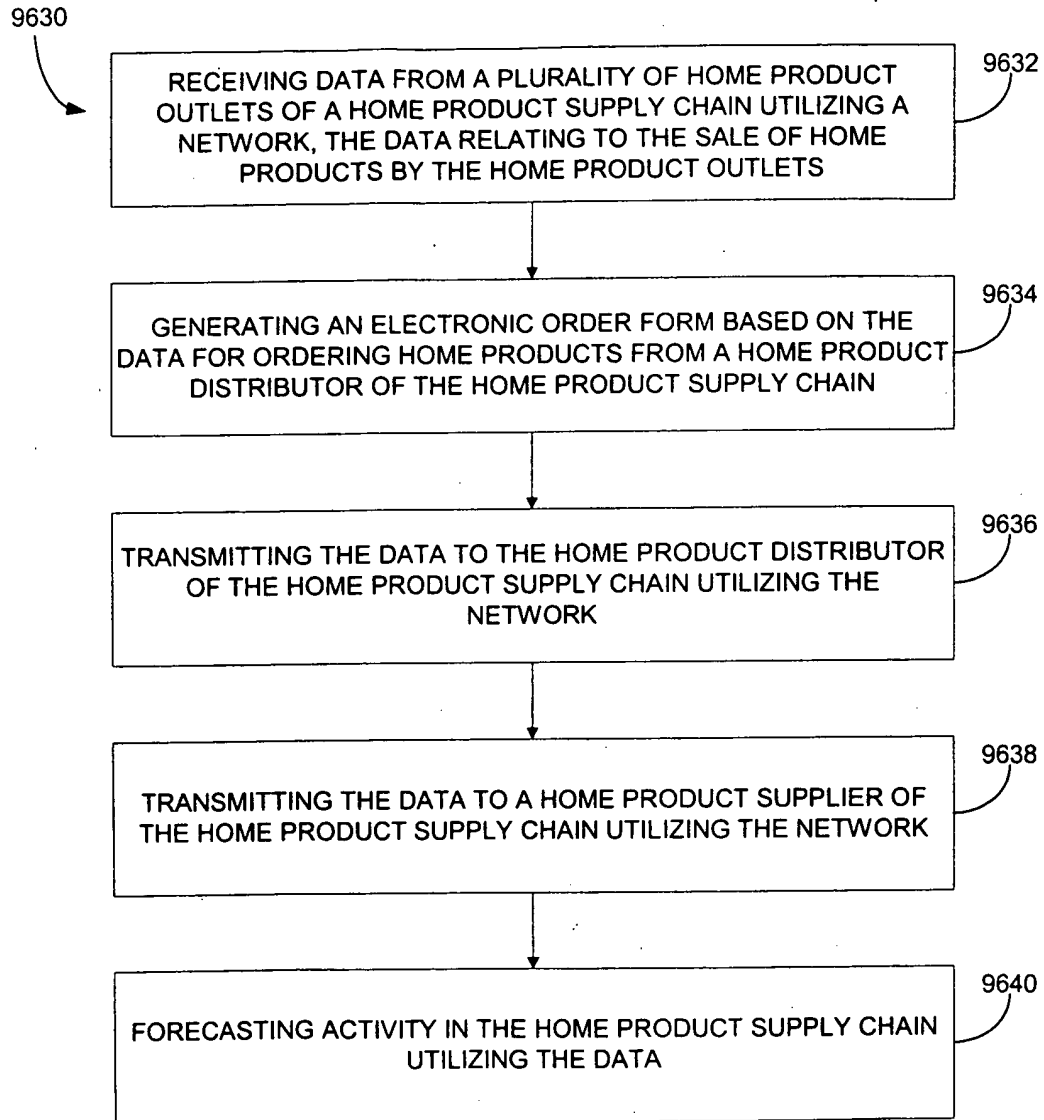 9630
9632
RECEIVING DATA FROM A PLURALITY OF HOME PRODUCT
OUTLETS OF A HOME PRODUCT SUPPLY CHAIN UTILIZING A
NETWORK, THE DATA RELATING TO THE SALE OF HOME
PRODUCTS BY THE HOME PRODUCT OUTLETS
9634
GENERATING AN ELECTRONIC ORDER FORM BASED ON THE
DATA FOR ORDERING HOME PRODUCTS FROM A HOME PRODUCT
DISTRIBUTOR OF THE HOME PRODUCT SUPPLY CHAIN
9636
TRANSMITTING THE DATA TO THE HOME PRODUCT DISTRIBUTOR
OF THE HOME PRODUCT SUPPLY CHAIN UTILIZING THE
NETWORK
9638
TRANSMITTING THE DATA TO A HOME PRODUCT SUPPLIER OF
THE HOME PRODUCT SUPPLY CHAIN UTILIZING THE NETWORK
9640
FORECASTING ACTIVITY IN THE HOME PRODUCT SUPPLY CHAIN
UTILIZING THE DATA